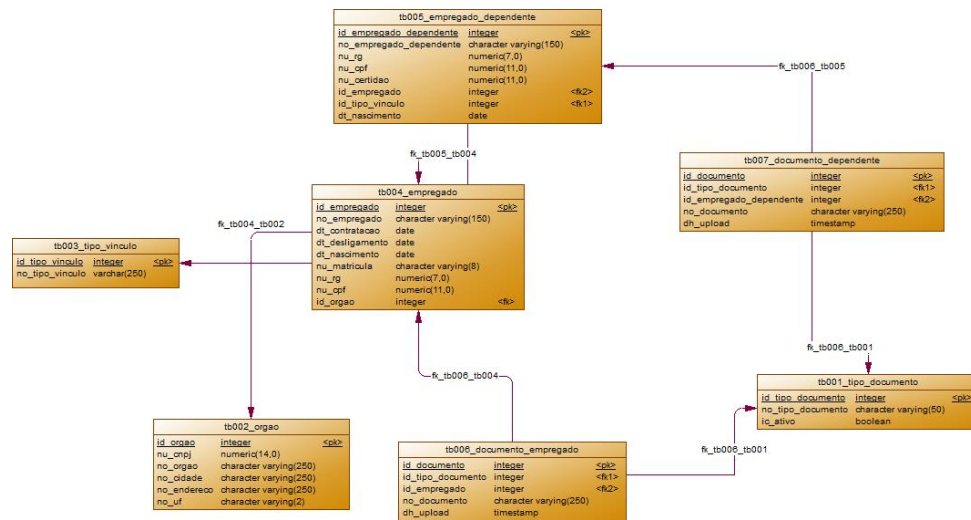 tb005_empregado_dependente
id_empregado_dependente integer <pk>
no_empregado_dependente character varying(150)
nu_rg numeric(7,0)
nu_cpf numeric(11,0)
nu_certidao numeric(11,0)
id_empregado integer <fk2>
id_tipo_vinculo integer <fk1>
dt_nascimento date
fk_tb006_tb005
fk_tb005_tb004
tb007_documento_dependente
id_documento integer <pk>
id_tipo_documento integer <fk1>
id_empregado_dependente integer <fk2>
no_documento character varying(250)
dh_upload timestamp
tb004_empregado
id_empregado integer <pk>
no_empregado character varying(150)
dt_contratacao date
dt_desligamento date
dt_nascimento date
nu_matricula character varying(8)
nu_rg numeric(7,0)
nu_cpf numeric(11,0)
id_orgao integer <fk>
fk_tb004_tb002
tb003_tipo_vinculo
id_tipo_vinculo integer <pk>
no_tipo_vinculo varchar(250)
fk_tb006_tb001
fk_tb006_tb004
tb001_tipo_documento
id_tipo_documento integer <pk>
no_tipo_documento character varying(50)
ic_ativo boolean
tb002_orgao
id_orgao integer <pk>
nu_cnpj numeric(14,0)
no_orgao character varying(250)
no_cidade character varying(250)
no_endereco character varying(250)
no_uf character varying(2)
tb006_documento_empregado
id_documento integer <pk>
id_tipo_documento integer <fk1>
id_empregado integer <fk2>
no_documento character varying(250)
dh_upload timestamp
fk_tb006_tb001